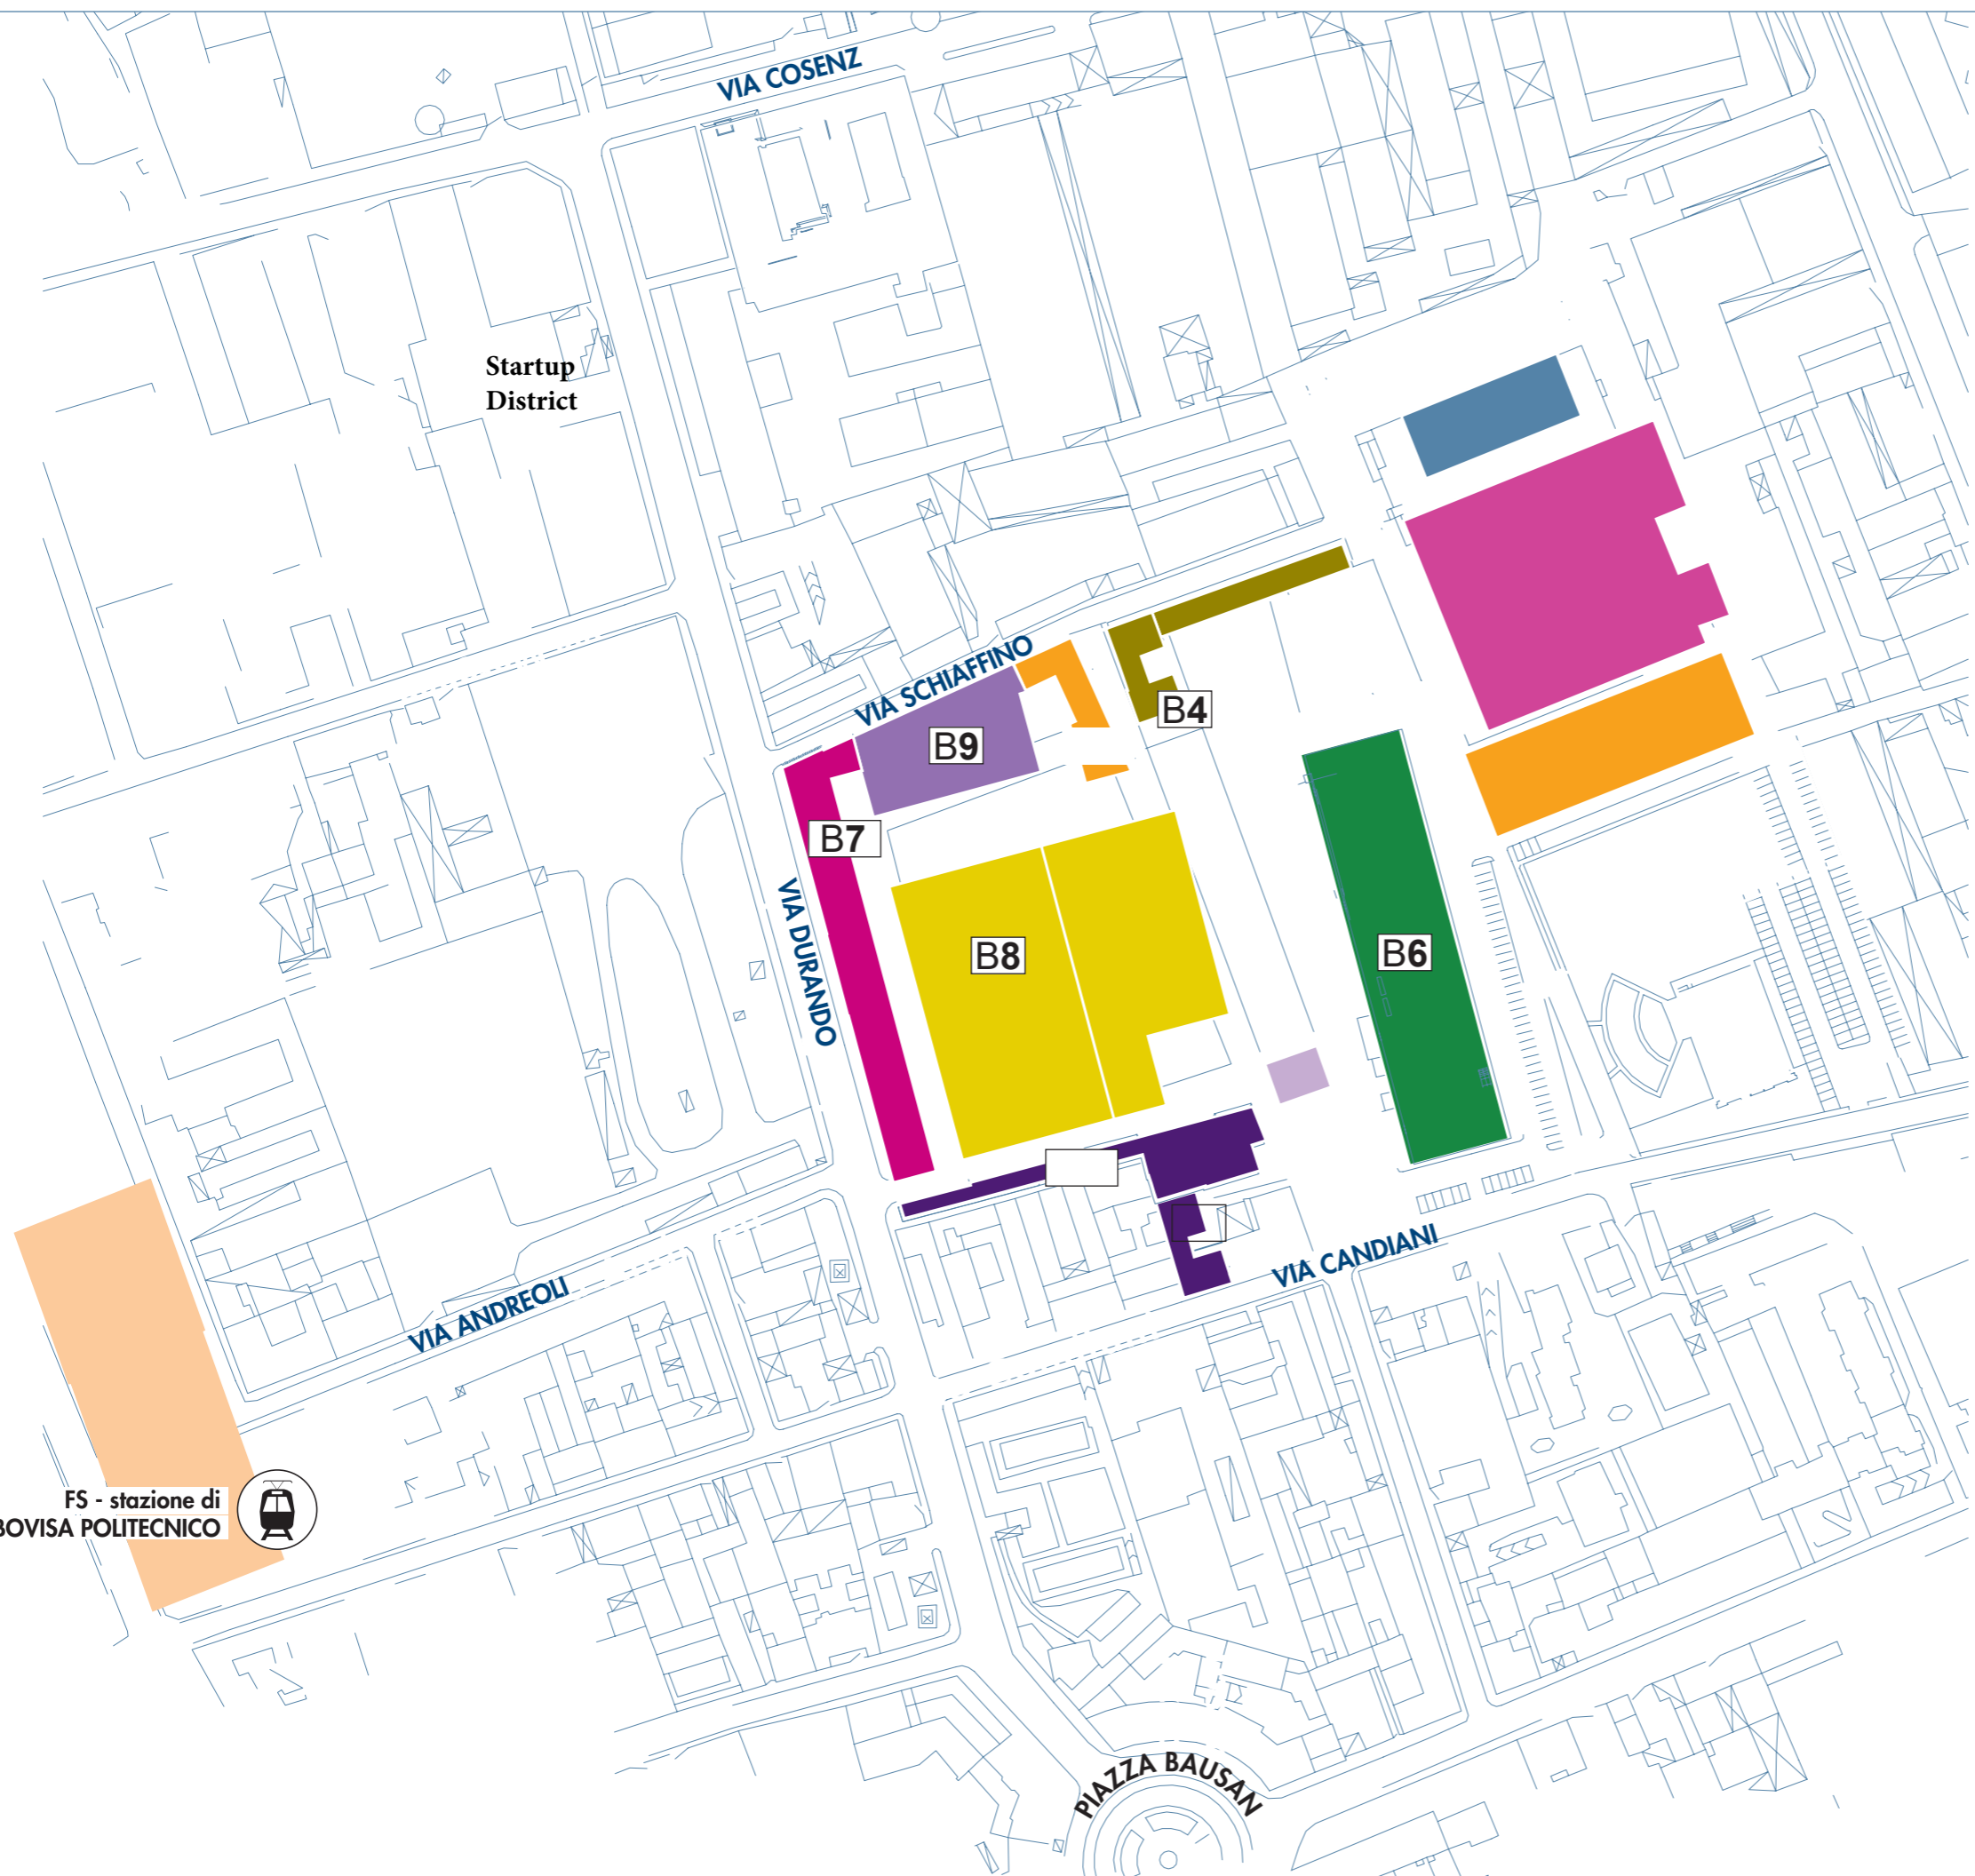 VIA COSENZ
Startup
District
VIA SCHIAFFINO
B4
B9
B7
VIA DURANDO
B8
B6
VIA CANDIANI
VIA ANDREOLI
FS - stazione di
BOVISA POLITECNICO
PIAZZA BAUSAN